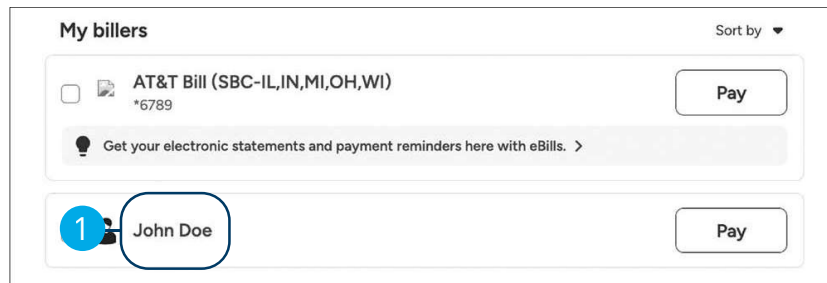 My billers
Sort by
AT&T Bill (SBC-IL,IN,MI,OH,WI)
*6789
Pay
Get your electronic statements and payment reminders here with eBills. >
1
John Doe
Pay